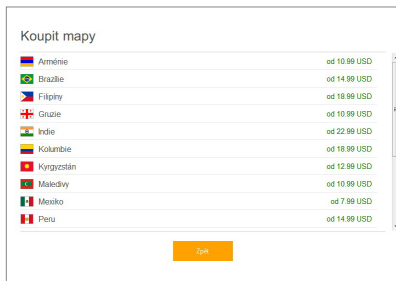 Koupit mapy
Arménie od 10.99 USD
Brazílie od 14.99 USD
Filipíny od 18.99 USD
Gruzie od 10.99 USD
Indie od 22.99 USD
Kolumbie od 18.99 USD
Kyrgyzstán od 12.99 USD
Maledivy od 10.99 USD
Mexiko od 7.99 USD
Peru od 14.99 USD
Zpět